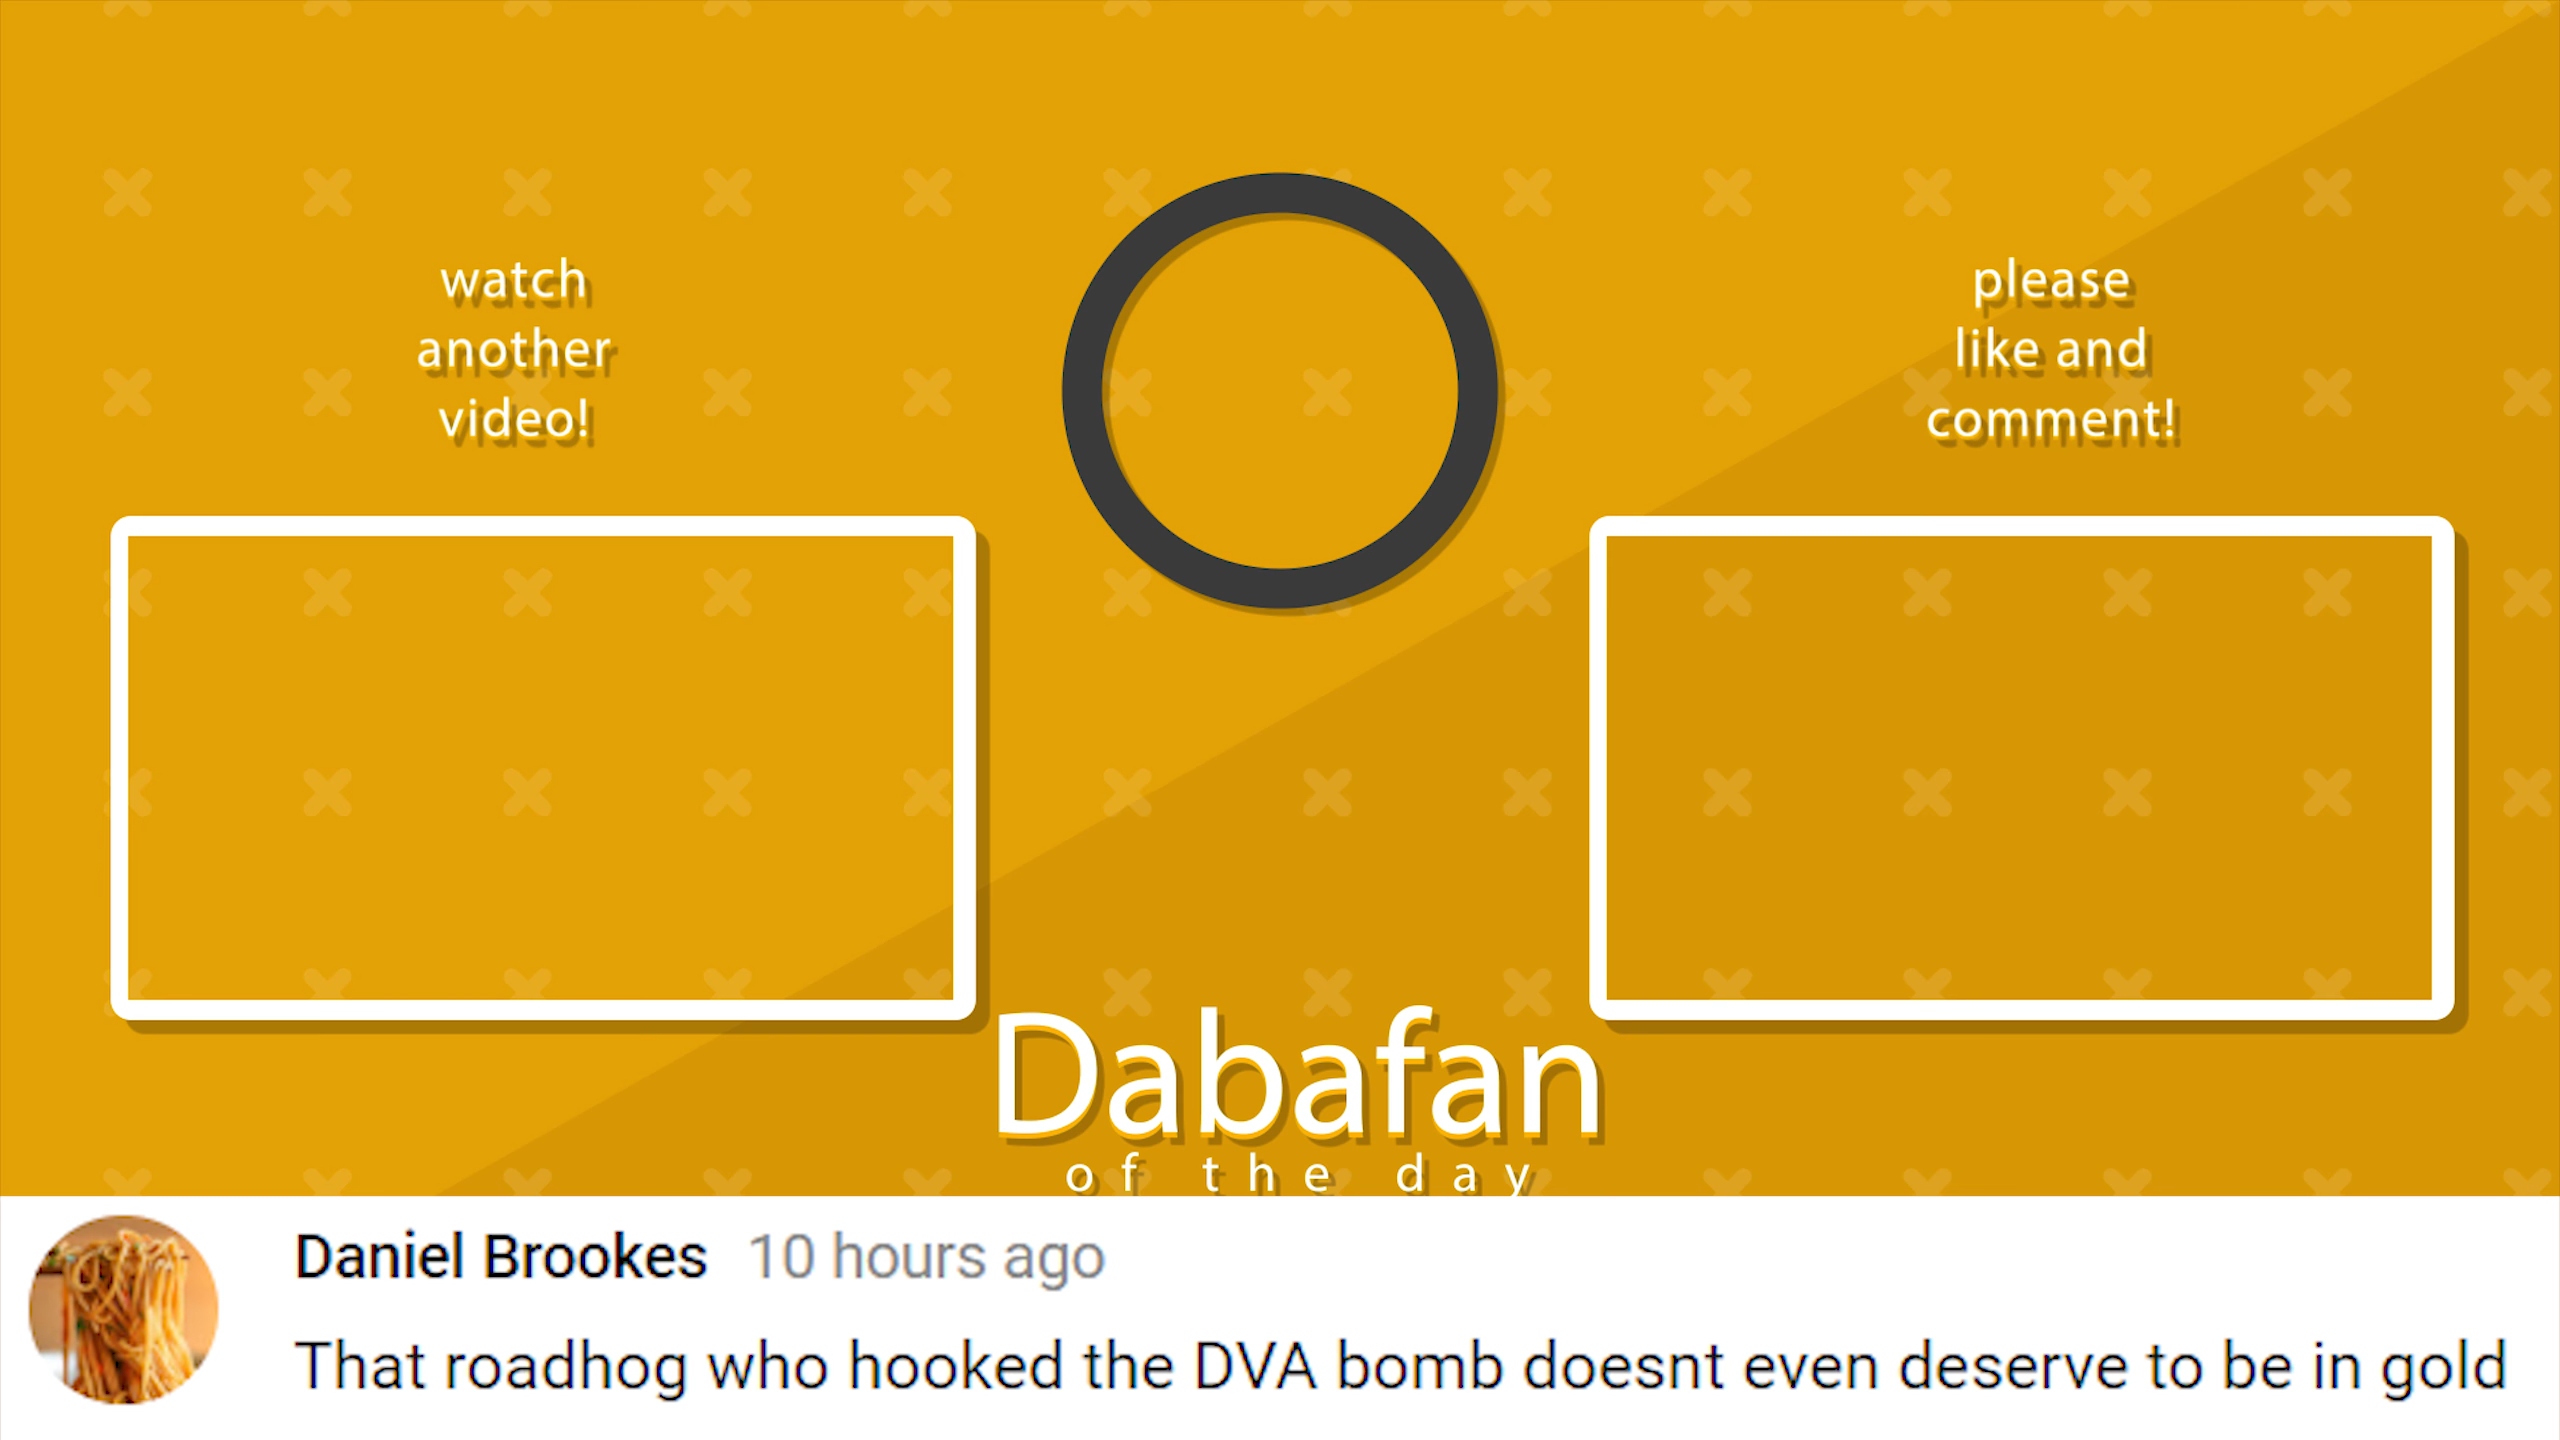 watch
another
video!
please
like and
comment!
Dabafan
of the day
Daniel Brookes 10 hours ago
That roadhog who hooked the DVA bomb doesnt even deserve to be in gold